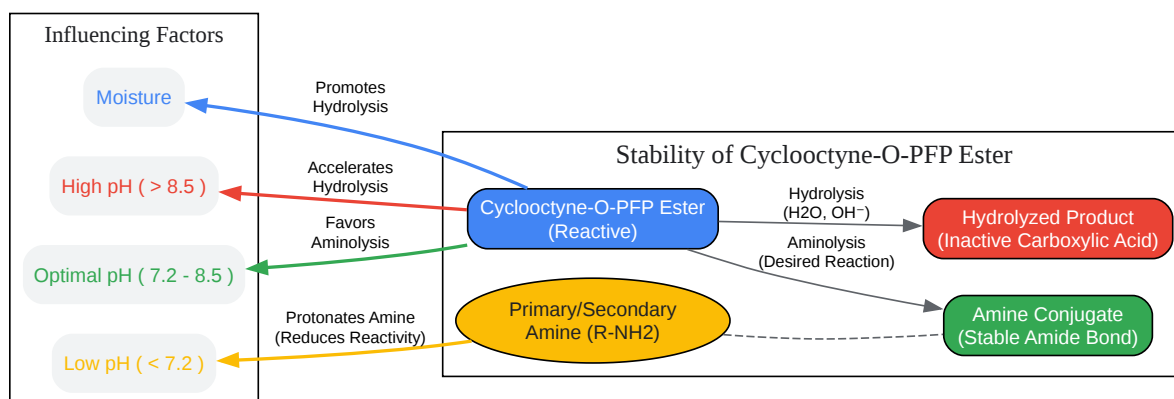 Influencing Factors
Moisture
High pH ( > 8.5 )
Optimal pH ( 7.2 - 8.5 )
Low pH ( < 7.2 )
Promotes
Hydrolysis
Accelerates
Hydrolysis
Favors
Aminolysis
Protonates Amine
(Reduces Reactivity)
Stability of Cyclooctyne-O-PFP Ester
Cyclooctyne-O-PFP Ester
(Reactive)
Primary/Secondary
Amine (R-NH2)
Hydrolysis
(H2O, OH⁻)
Aminolysis
(Desired Reaction)
Hydrolyzed Product
(Inactive Carboxylic Acid)
Amine Conjugate
(Stable Amide Bond)